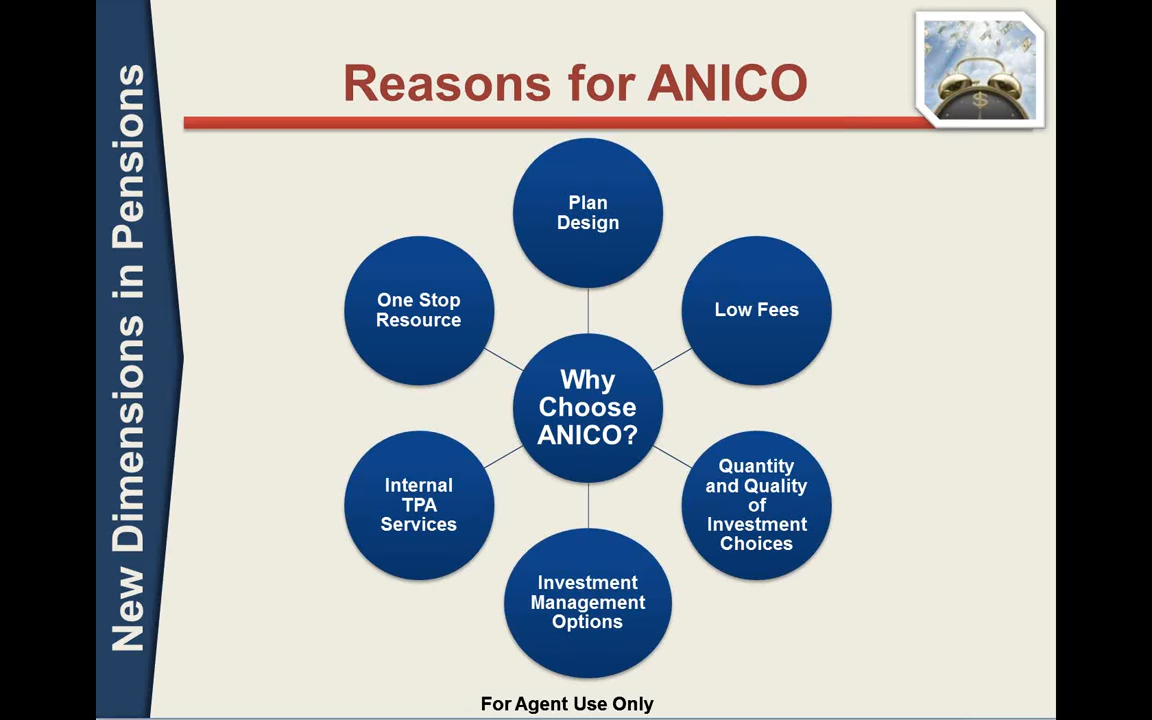 New Dimensions in Pensions
Reasons for ANICO
$
Plan
Design
One Stop
Resource
Low Fees
Why
Choose
ANICO?
Internal
TPA
Services
Quantity
and Quality
of
Investment
Choices
Investment
Management
Options
For Agent Use Only